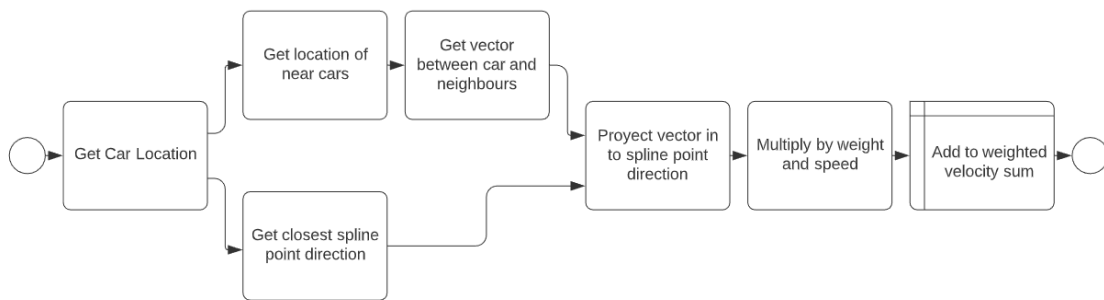 Get Car Location
Get location of
near cars
Get vector
between car and
neighbours
Get closest spline
point direction
Proyect vector in
to spline point
direction
Multiply by weight
and speed
Add to weighted
velocity sum